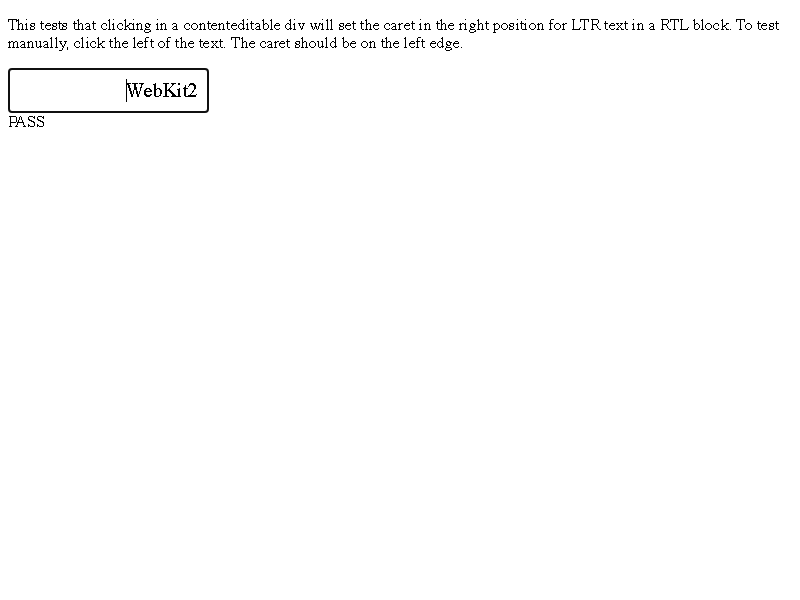 This tests that clicking in a contenteditable div will set the caret in the right position for LTR text in a RTL block. To test
manually, click the left of the text. The caret should be on the left edge.
WebKit2
PASS